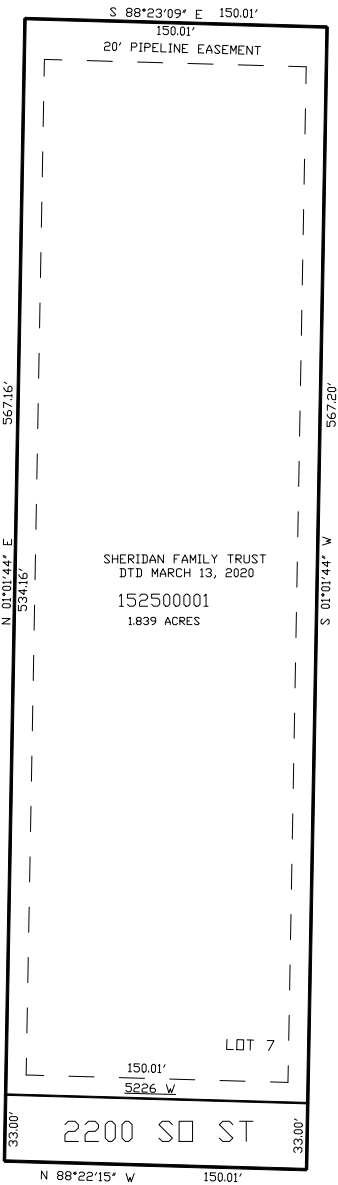 S 88°23'09" E 150.01'
150.01'
20' PIPELINE EASEMENT
567.16'
567.20'
N 01°01'44" E
534.16'
S 01°01'44" W
SHERIDAN FAMILY TRUST
DTD MARCH 13, 2020
152500001
1.839 ACRES
LOT 7
150.01'
5226 W
33.00'
2200 SO ST
33.00'
N 88°22'15" W 150.01'